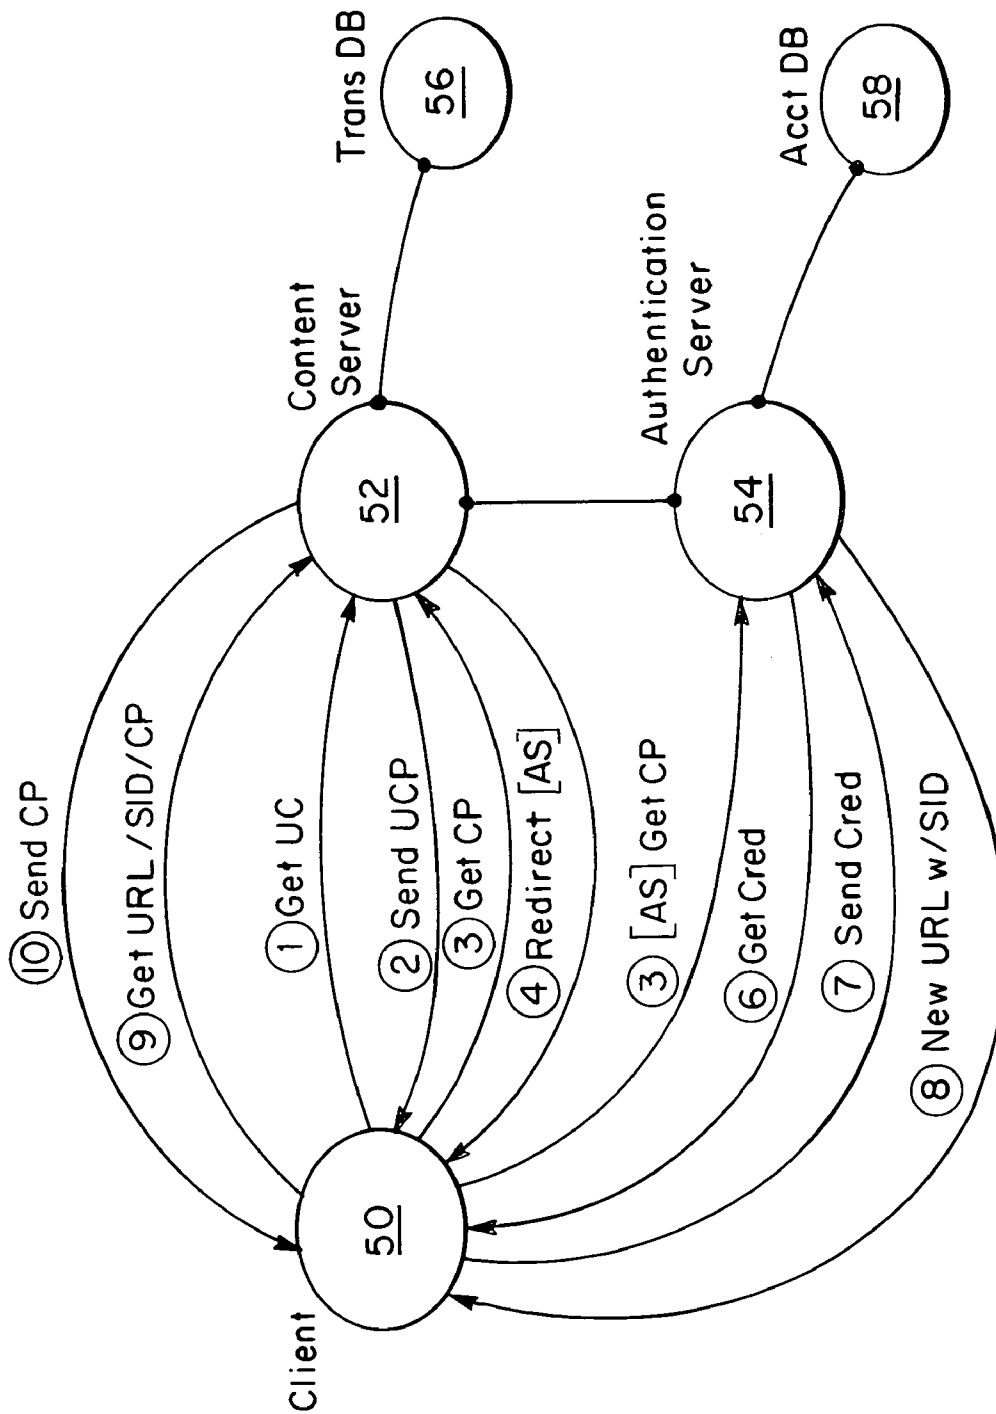 ⑩ Send CP
⑨ Get URL/SID/CP
① Get UC
② Send UCP
③ Get CP
④ Redirect [AS]
③ [AS] Get CP
⑥ Get Cred
⑦ Send Cred
⑧ New URL w/SID
Client
50
Content
Server
52
Trans DB
56
Authentication
Server
54
Acct DB
58